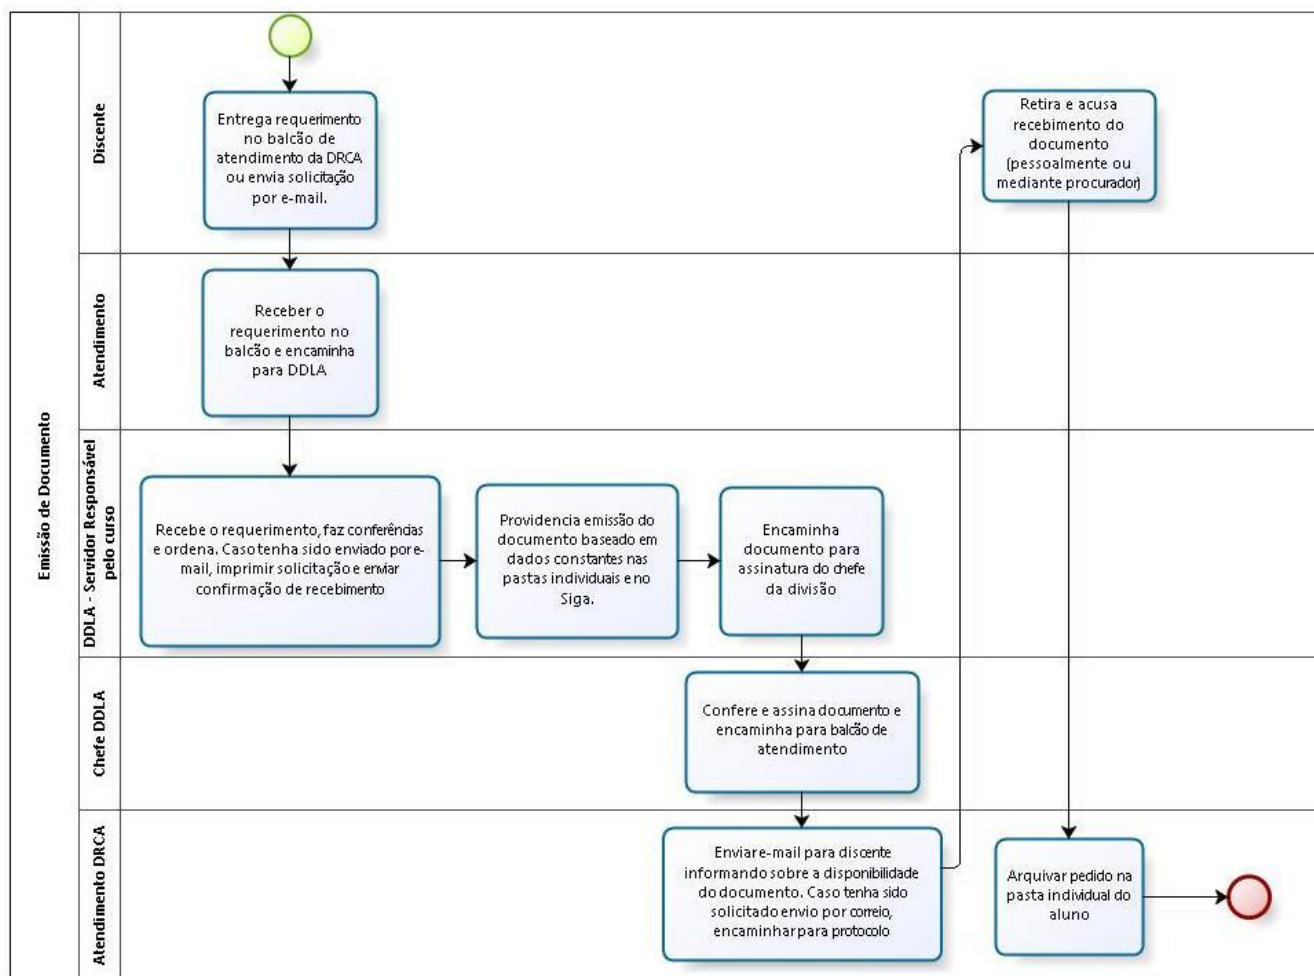 Emissão de Documento
Discente
Entrega requerimento
no balcão de
atendimento da DRCA
ou envia solicitação
por e-mail.
Retira e acusa
recebimento do
documento
(pessoalmente ou
mediante procurador)
Atendimento
Receber o
requerimento no
balcão e encaminha
para DDLA
DDLA - Servidor Responsável
pelo curso
Recebe o requerimento, faz conferências
e ordena. Caso tenha sido enviado por e-
mail, imprimir solicitação e enviar
confirmação de recebimento
Providencia emissão do
documento baseado em
dados constantes nas
pastas individuais e no
Siga.
Encaminha
documento para
assinatura do chefe
da divisão
Chefe DDLA
Confere e assina documento e
encaminha para balcão de
atendimento
Atendimento DRCA
Enviar e-mail para discente
informando sobre a disponibilidade
do documento. Caso tenha sido
solicitado envio por correio,
encaminhar para protocolo
Arquivar pedido na
pasta individual do
aluno